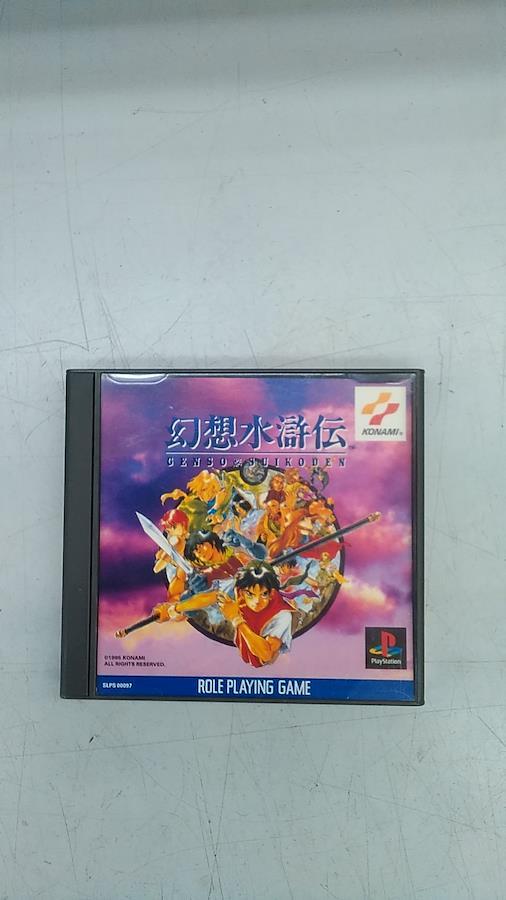 幻想水滸伝
GENSO SUIKODEN
KONAMI
©1995 KONAMI
ALL RIGHTS RESERVED.
PlayStation
SLPS 00097
ROLE PLAYING GAME